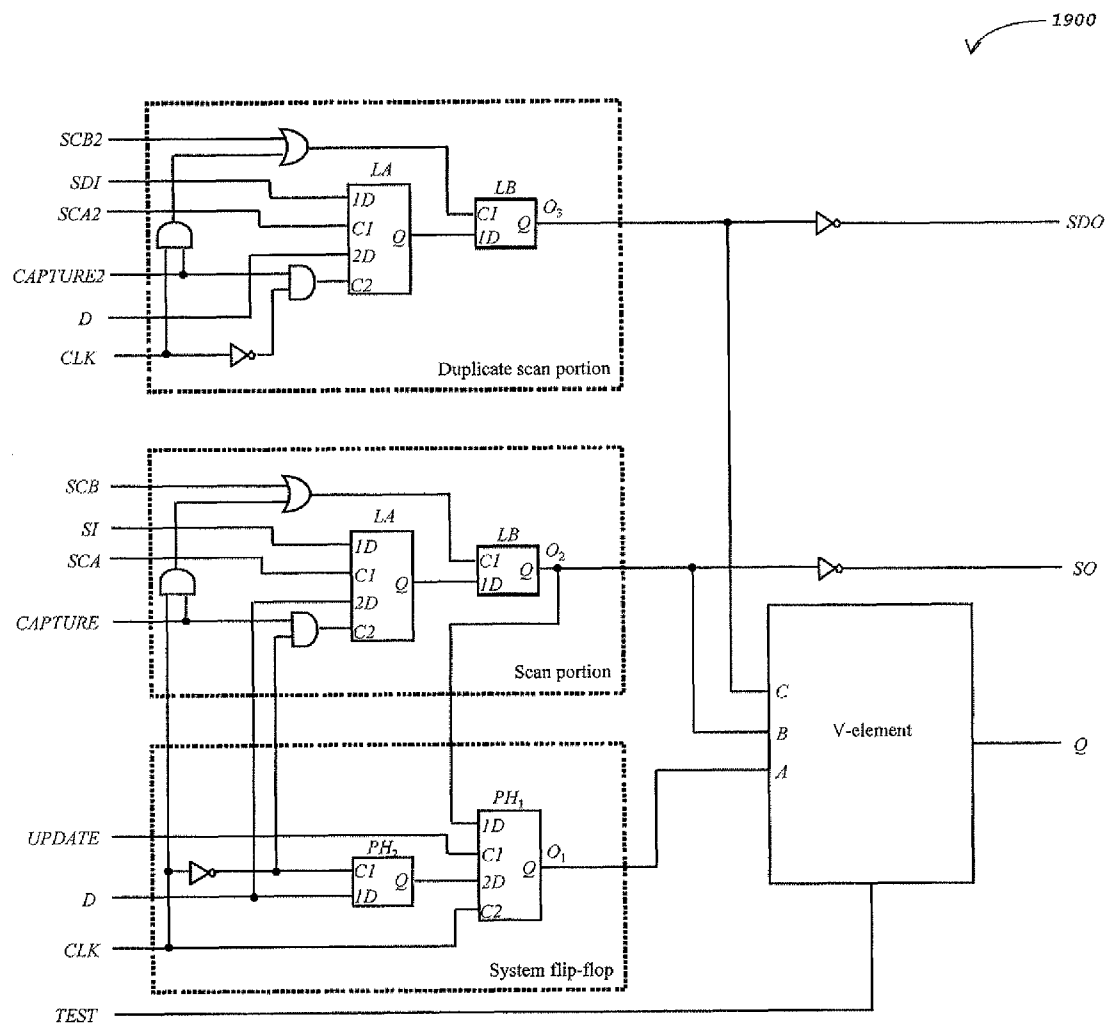 1900
SCB2
SDI
SCA2
CAPTURE2
D
CLK
LA
1D
C1
2D
C2
Q
LB
C1
1D
Q
O3
SDO
Duplicate scan portion
SCB
SI
SCA
CAPTURE
LA
1D
C1
2D
C2
Q
LB
C1
1D
Q
O2
SO
Scan portion
C
B
A
V-element
Q
UPDATE
D
CLK
PH2
C1
1D
Q
PH1
1D
C1
2D
C2
Q
O1
System flip-flop
TEST